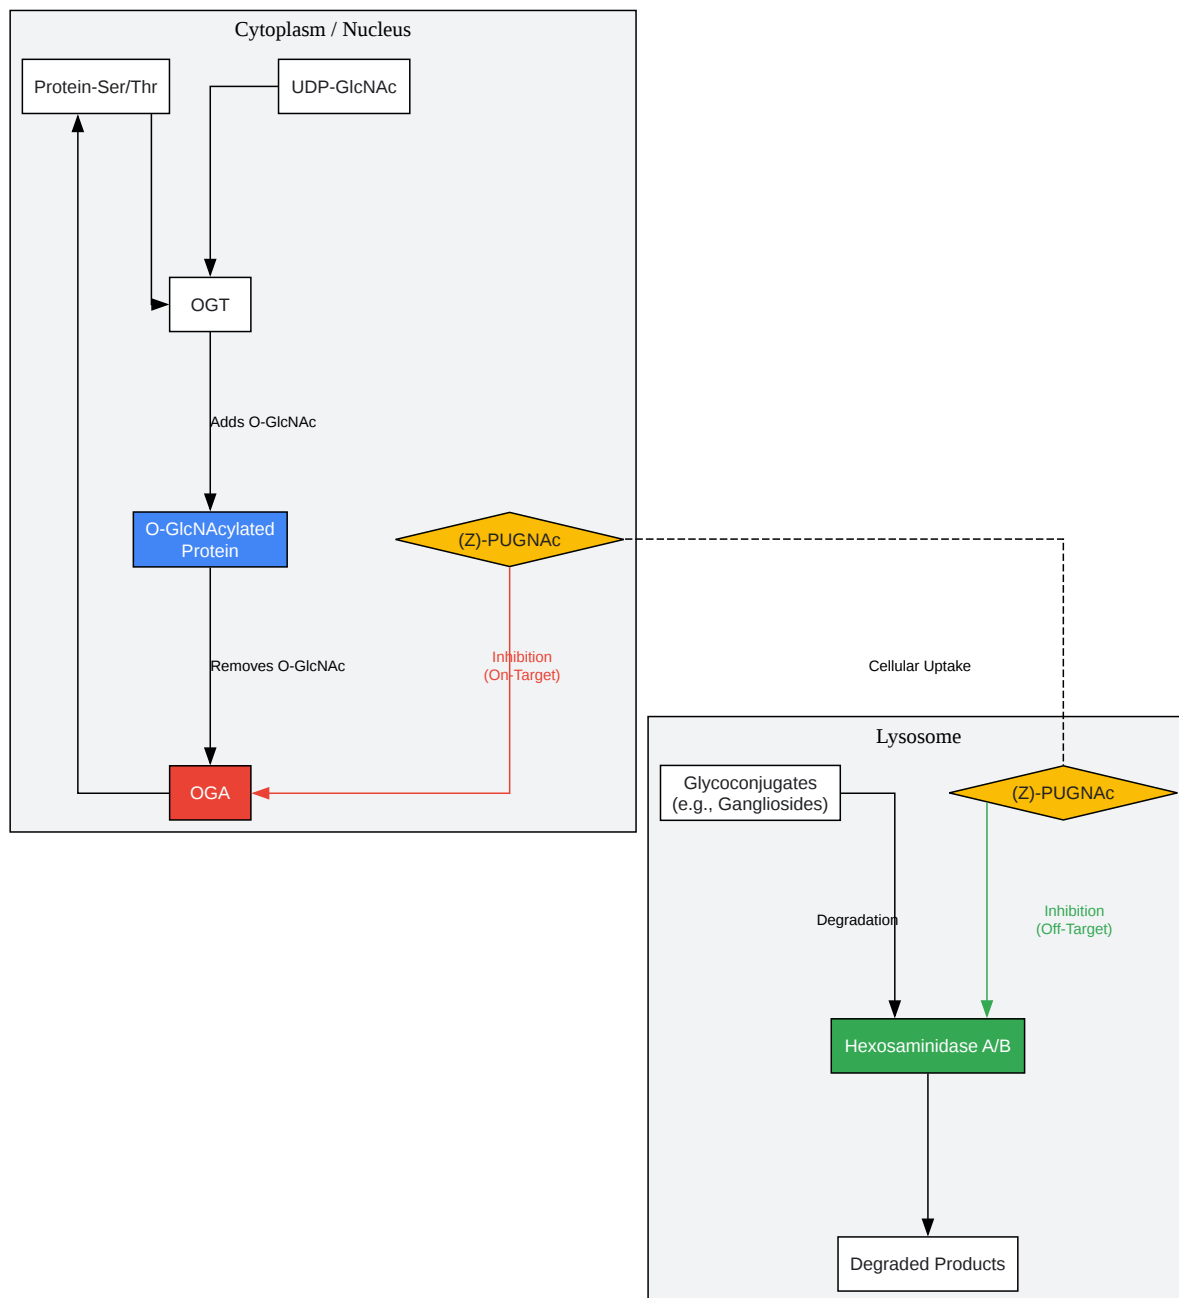 Cytoplasm / Nucleus
Protein-Ser/Thr
UDP-GlcNAc
OGT
Adds O-GlcNAc
O-GlcNAcylated
Protein
(Z)-PUGNAc
Removes O-GlcNAc
Inhibition
(On-Target)
OGA
Cellular Uptake
Lysosome
Glycoconjugates
(e.g., Gangliosides)
(Z)-PUGNAc
Degradation
Inhibition
(Off-Target)
Hexosaminidase A/B
Degraded Products